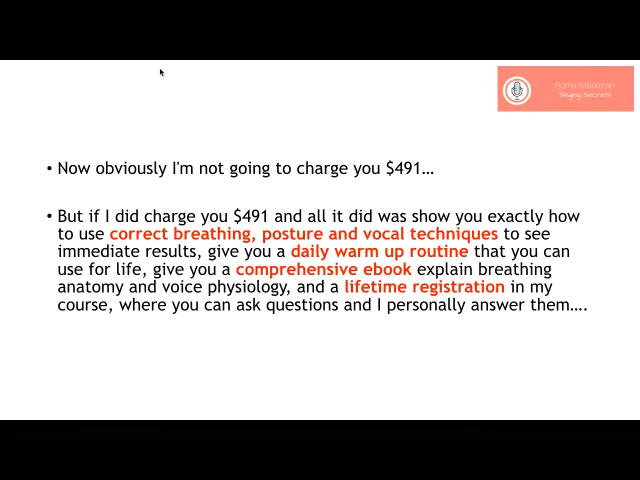 Singing Secrets
• Now obviously I'm not going to charge you $491…
• But if I did charge you $491 and all it did was show you exactly how
to use correct breathing, posture and vocal techniques to see
immediate results, give you a daily warm up routine that you can
use for life, give you a comprehensive ebook explain breathing
anatomy and voice physiology, and a lifetime registration in my
course, where you can ask questions and I personally answer them….